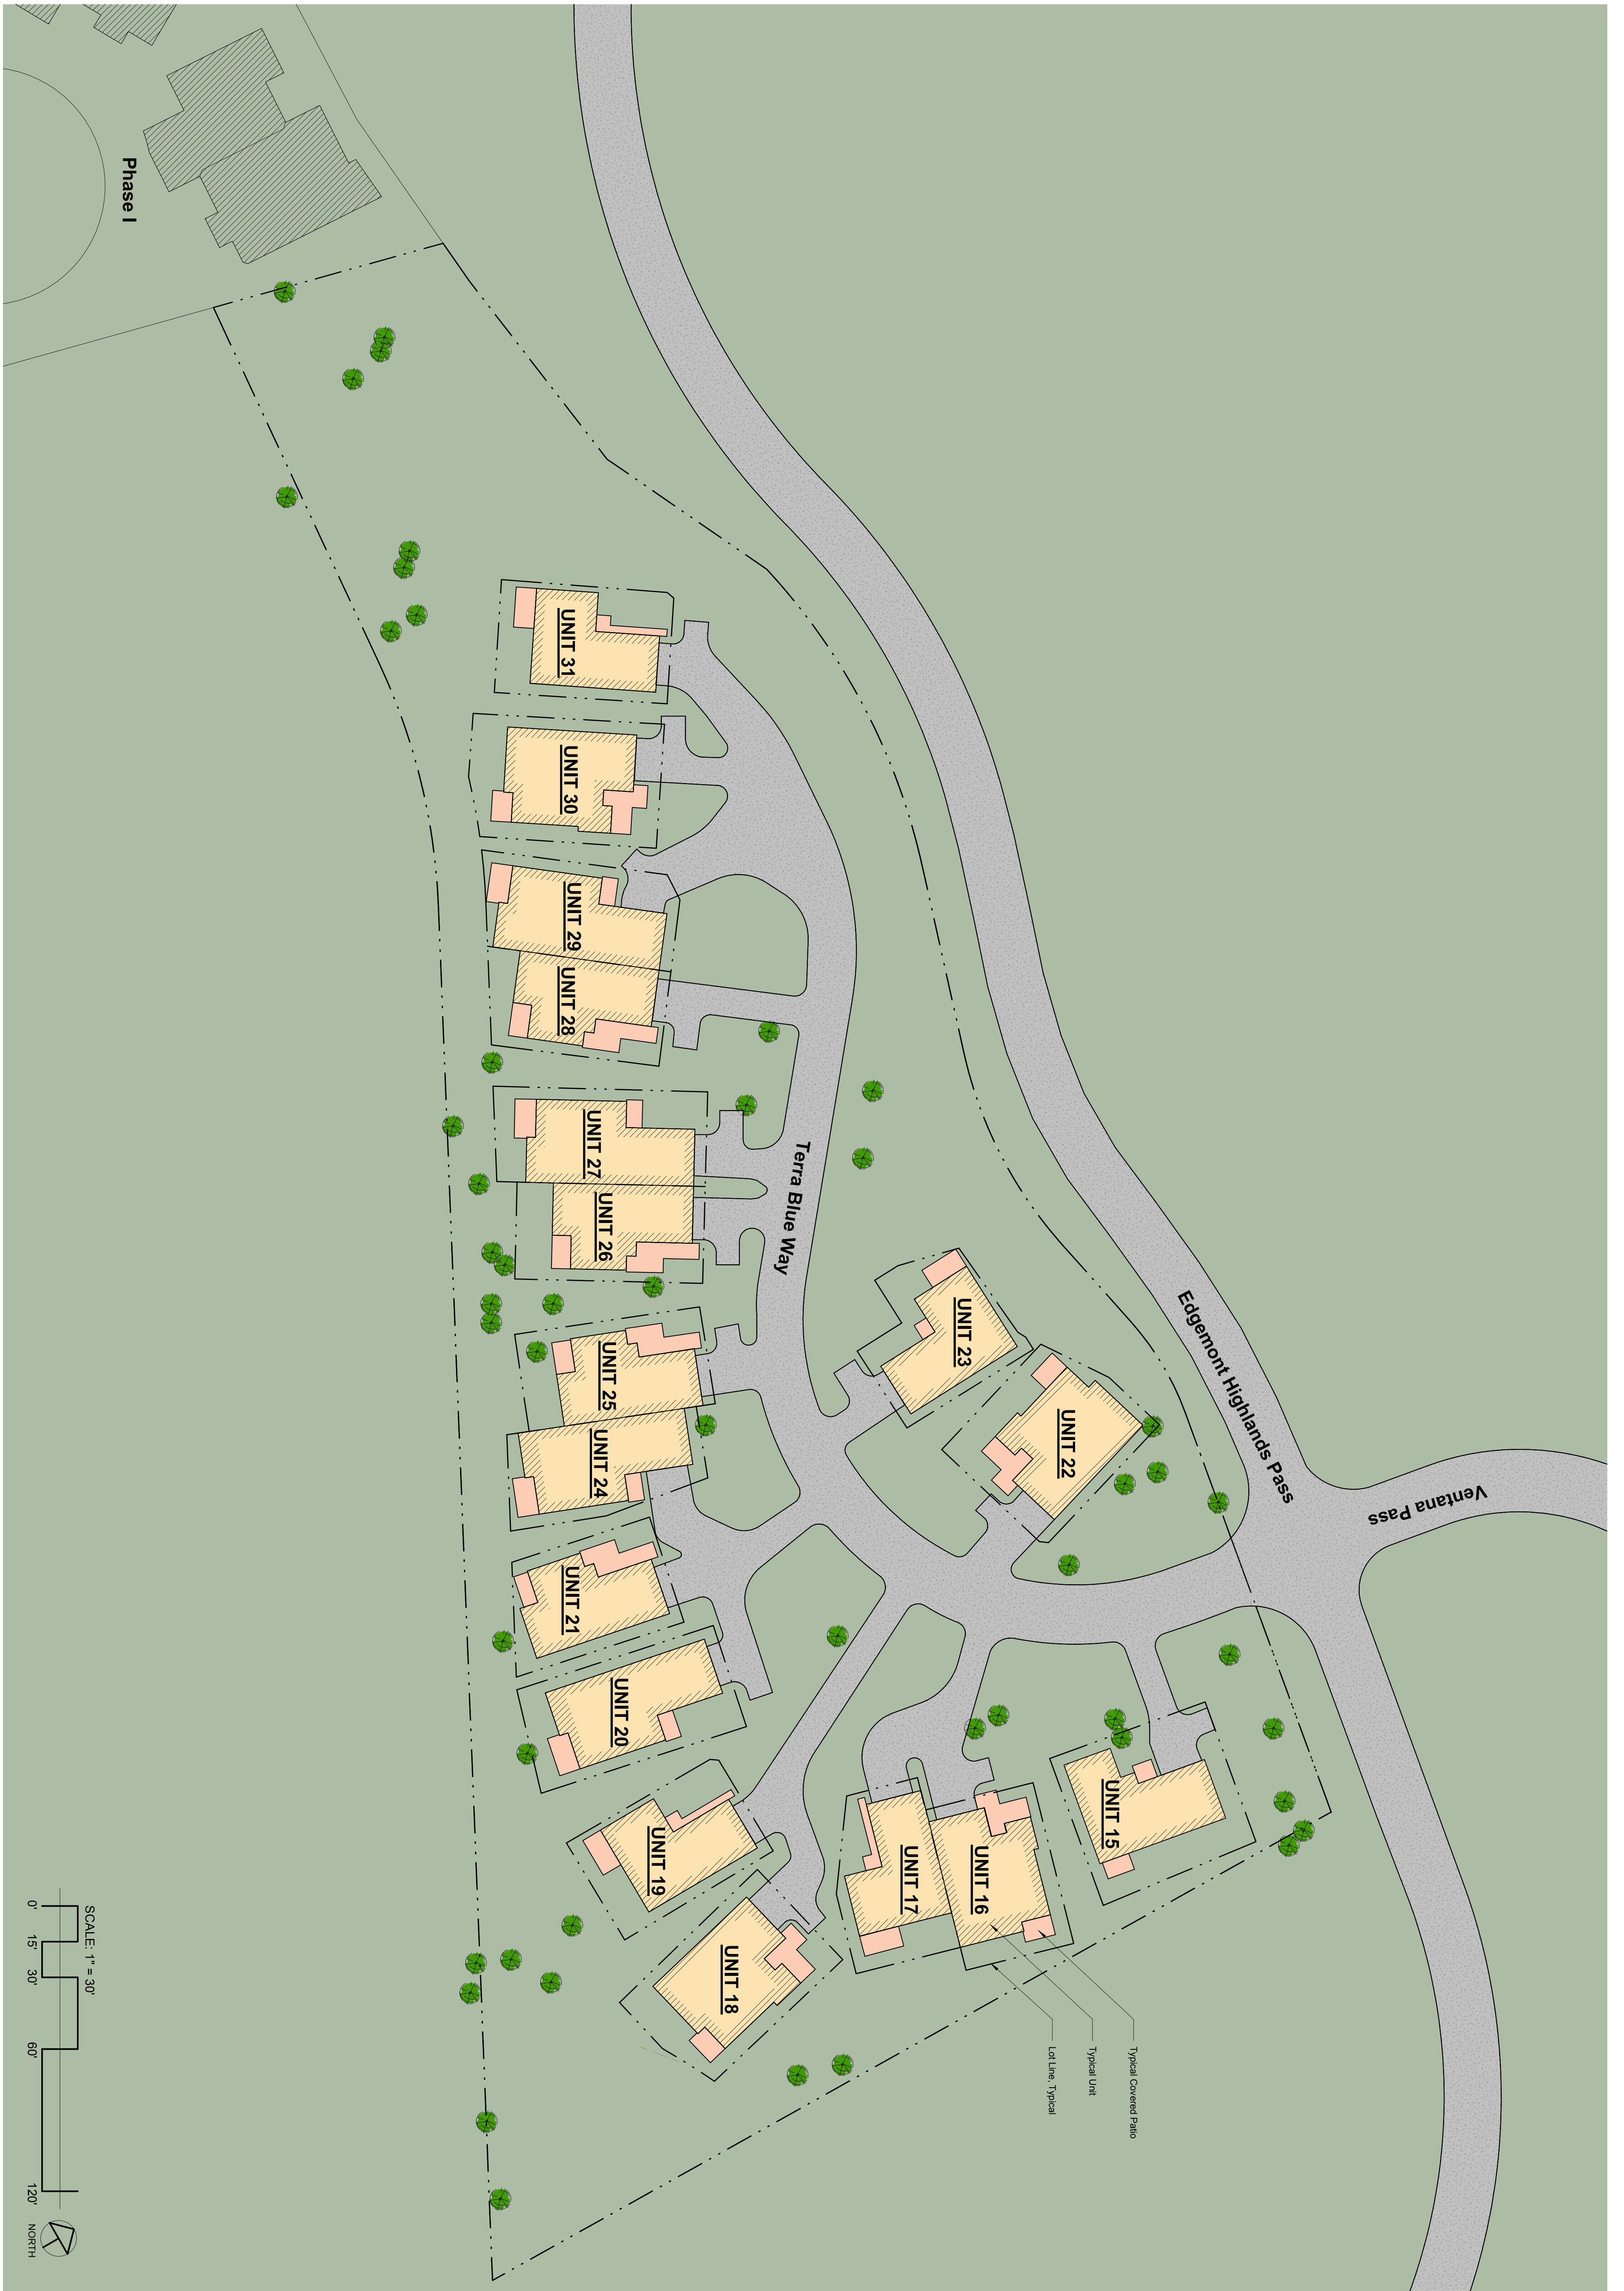 Phase I
UNIT 31
UNIT 30
UNIT 29
UNIT 28
UNIT 27
UNIT 26
UNIT 25
UNIT 24
UNIT 21
UNIT 20
UNIT 19
UNIT 18
UNIT 17
UNIT 16
UNIT 15
UNIT 23
UNIT 22
Terra Blue Way
Edgemont Highlands Pass
Ventana Pass
Typical Covered Patio
Typical Unit
Lot Line, Typical
SCALE: 1" = 30'
0'
15'
30'
60'
120'
NORTH